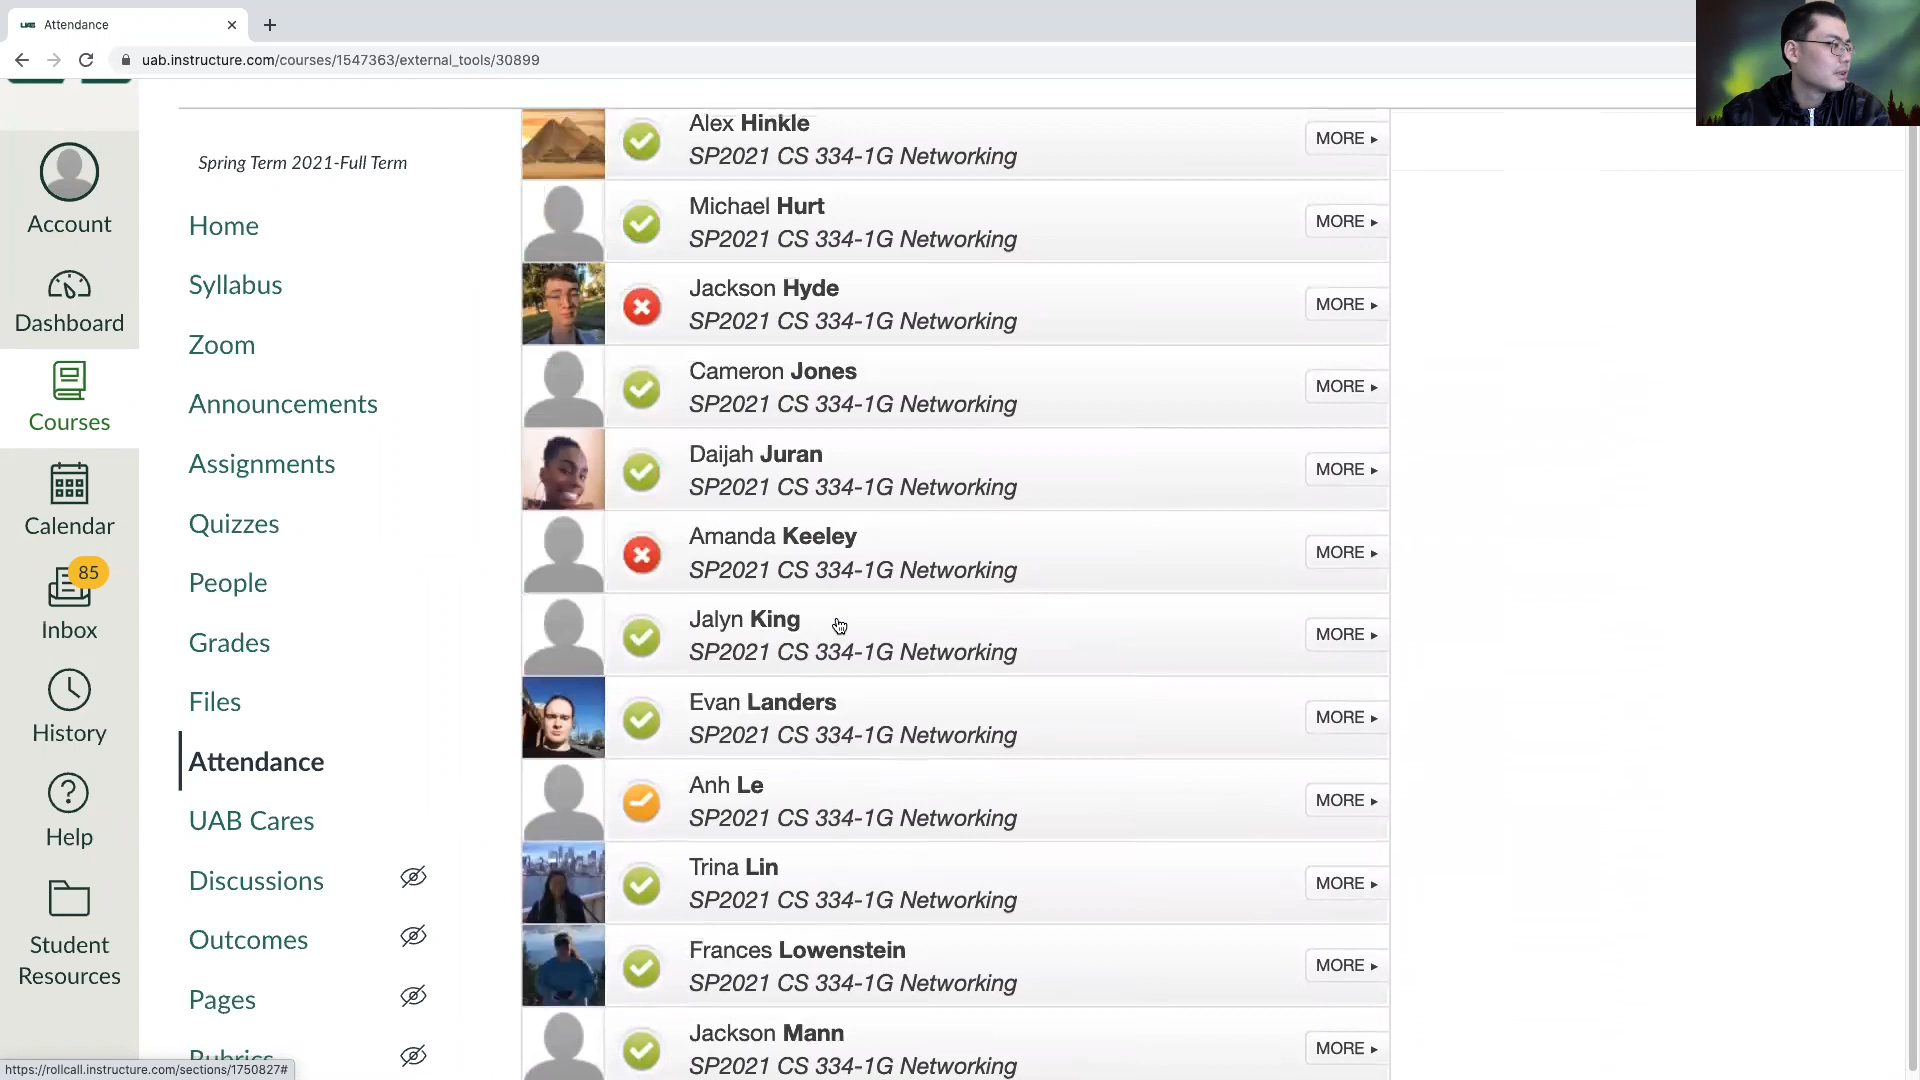 Attendance
uab.instructure.com/courses/1547363/external_tools/30899
Account
Dashboard
Courses
Calendar
85
Inbox
History
Help
Student
Resources
Spring Term 2021-Full Term
Home
Syllabus
Zoom
Announcements
Assignments
Quizzes
People
Grades
Files
Attendance
UAB Cares
Discussions
Outcomes
Pages
Rubrics
Alex Hinkle
SP2021 CS 334-1G Networking
MORE ▸
Michael Hurt
SP2021 CS 334-1G Networking
MORE ▸
Jackson Hyde
SP2021 CS 334-1G Networking
MORE ▸
Cameron Jones
SP2021 CS 334-1G Networking
MORE ▸
Daijah Juran
SP2021 CS 334-1G Networking
MORE ▸
Amanda Keeley
SP2021 CS 334-1G Networking
MORE ▸
Jalyn King
SP2021 CS 334-1G Networking
MORE ▸
Evan Landers
SP2021 CS 334-1G Networking
MORE ▸
Anh Le
SP2021 CS 334-1G Networking
MORE ▸
Trina Lin
SP2021 CS 334-1G Networking
MORE ▸
Frances Lowenstein
SP2021 CS 334-1G Networking
MORE ▸
Jackson Mann
SP2021 CS 334-1G Networking
MORE ▸
https://rollcall.instructure.com/sections/1750827#